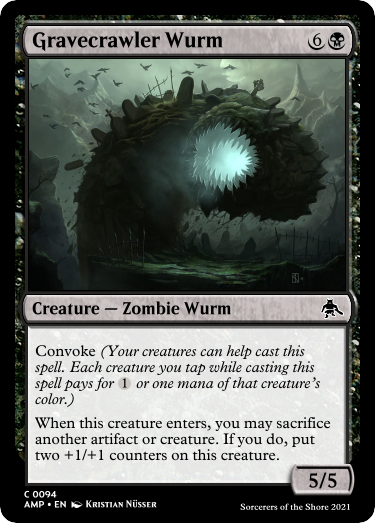 Gravecrawler Wurm 6
Creature — Zombie Wurm
Convoke (Your creatures can help cast this
spell. Each creature you tap while casting this
spell pays for 1 or one mana of that creature's
color.)
When this creature enters, you may sacrifice
another artifact or creature. If you do, put
two +1/+1 counters on this creature.
5/5
C 0094
AMP • EN Kristian Nüsser
Sorcerers of the Shore 2021